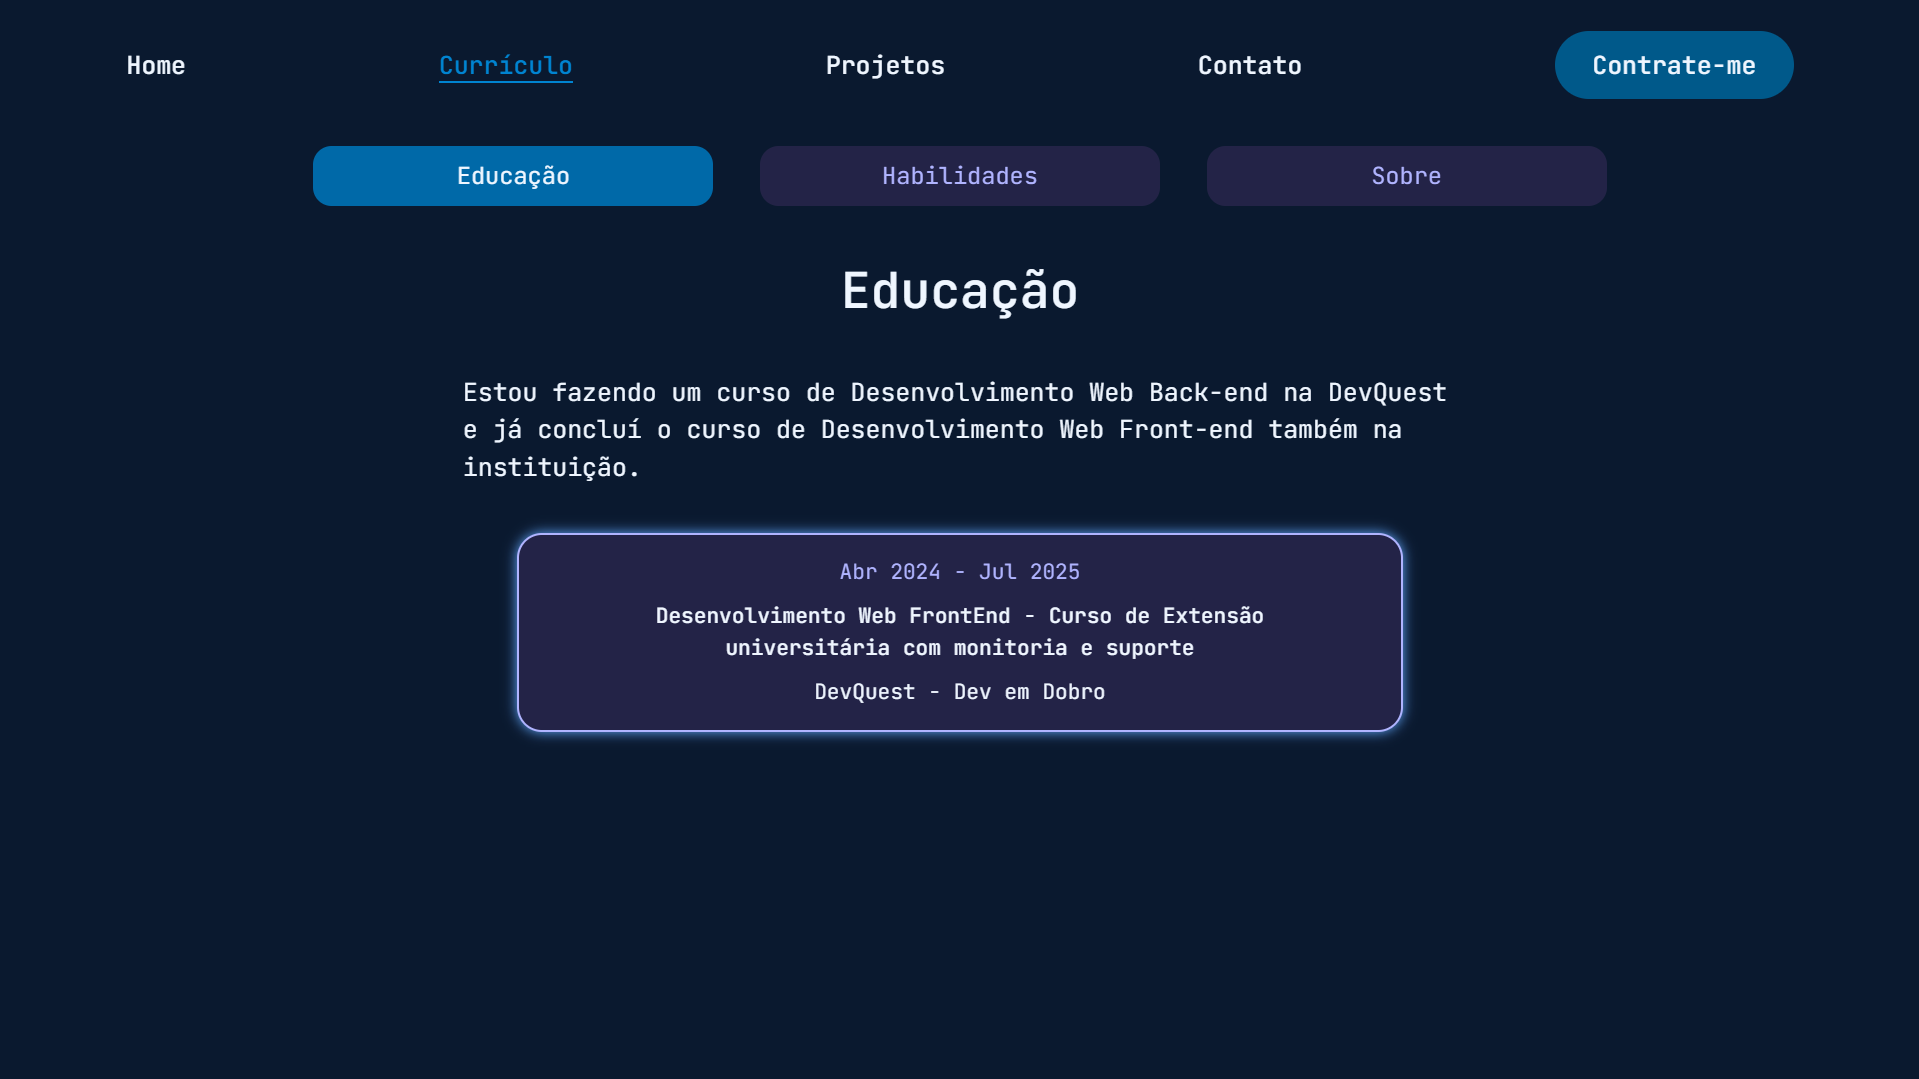 Home
Currículo
Projetos
Contato
Contrate-me
Educação
Habilidades
Sobre
Educação
Estou fazendo um curso de Desenvolvimento Web Back-end na DevQuest
e já concluí o curso de Desenvolvimento Web Front-end também na
instituição.
Abr 2024 - Jul 2025
Desenvolvimento Web FrontEnd - Curso de Extensão
universitária com monitoria e suporte
DevQuest - Dev em Dobro